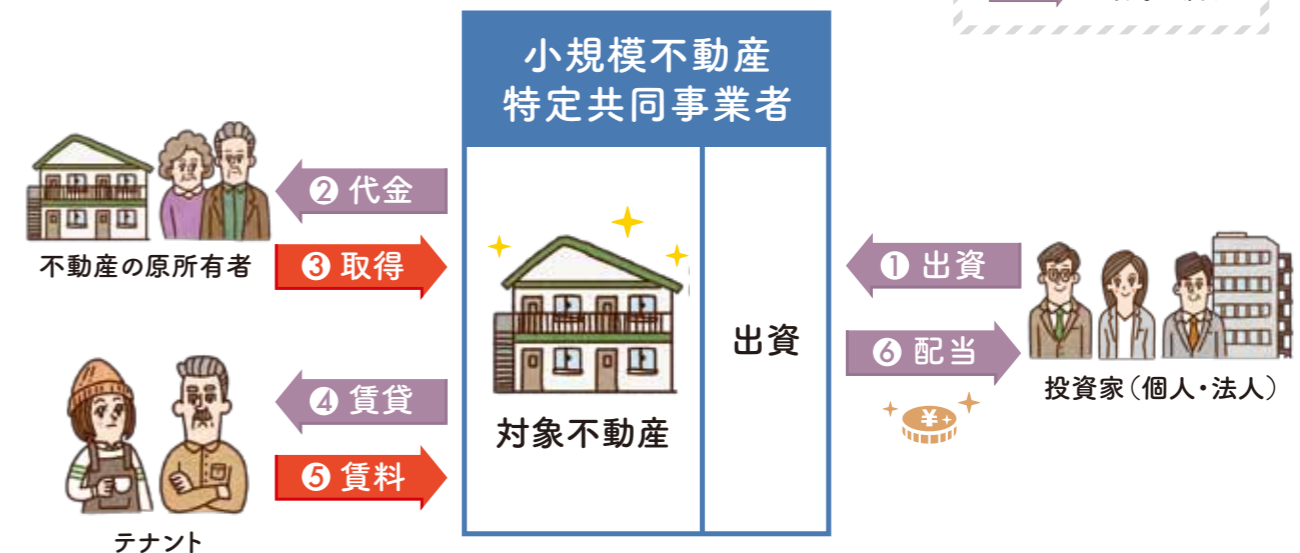 小規模不動産
特定共同事業者
❷ 代金
不動産の原所有者
❸ 取得
❶ 出資
出資
❻ 配当
投資家（個人・法人）
¥
❹ 賃貸
対象不動産
❺ 賃料
テナント